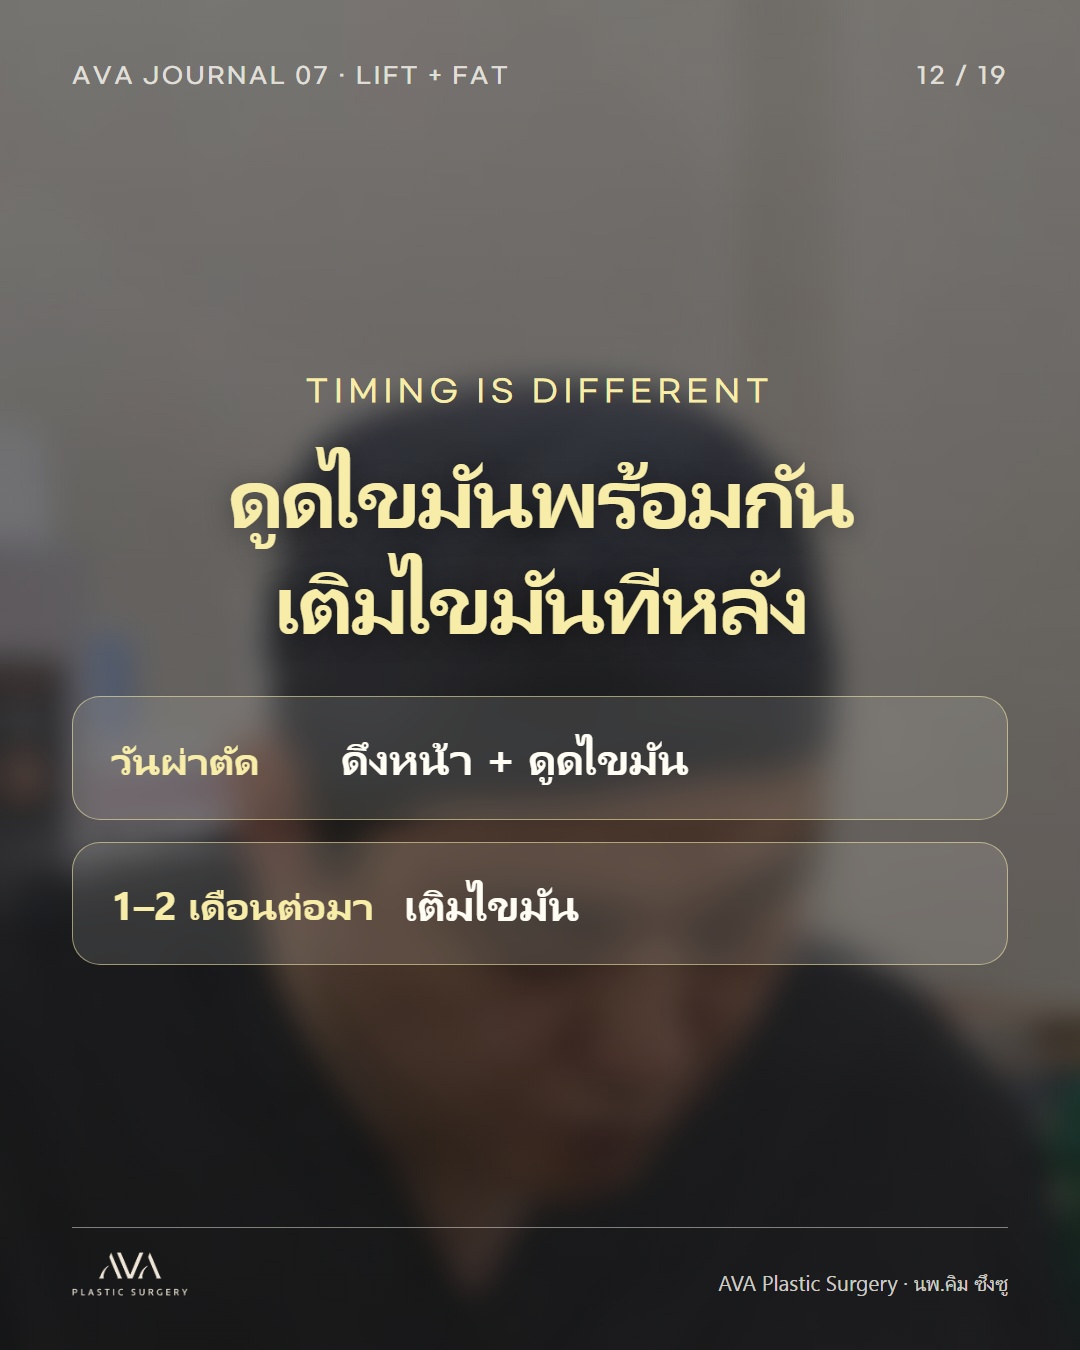 AVA JOURNAL 07 · LIFT + FAT
12 / 19
TIMING IS DIFFERENT
ดูดไขมันพร้อมกัน
เติมไขมันทีหลัง
วันผ่าตัด ดึงหน้า + ดูดไขมัน
1–2 เดือนต่อมา เติมไขมัน
AVA
PLASTIC SURGERY
AVA Plastic Surgery · นพ.คิม ซึงซู